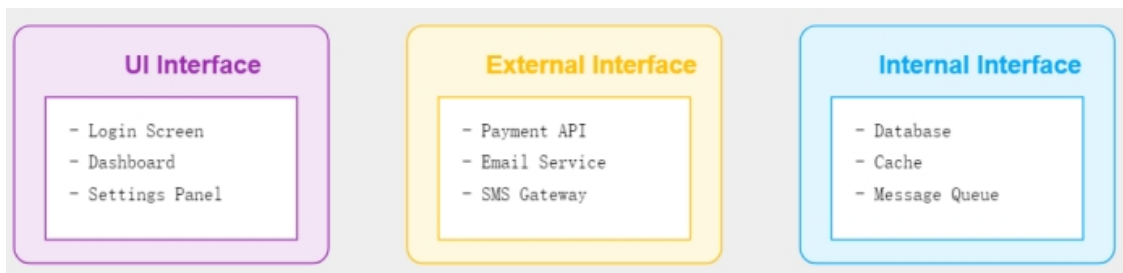 UI Interface
- Login Screen
- Dashboard
- Settings Panel
External Interface
- Payment API
- Email Service
- SMS Gateway
Internal Interface
- Database
- Cache
- Message Queue